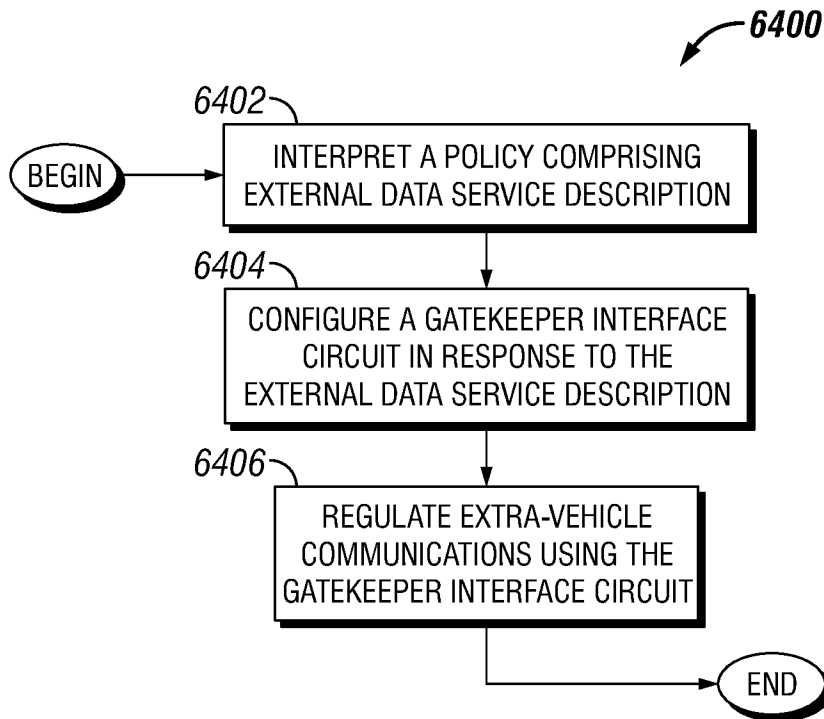 6400
6402
BEGIN
INTERPRET A POLICY COMPRISING
EXTERNAL DATA SERVICE DESCRIPTION
6404
CONFIGURE A GATEKEEPER INTERFACE
CIRCUIT IN RESPONSE TO THE
EXTERNAL DATA SERVICE DESCRIPTION
6406
REGULATE EXTRA-VEHICLE
COMMUNICATIONS USING THE
GATEKEEPER INTERFACE CIRCUIT
END